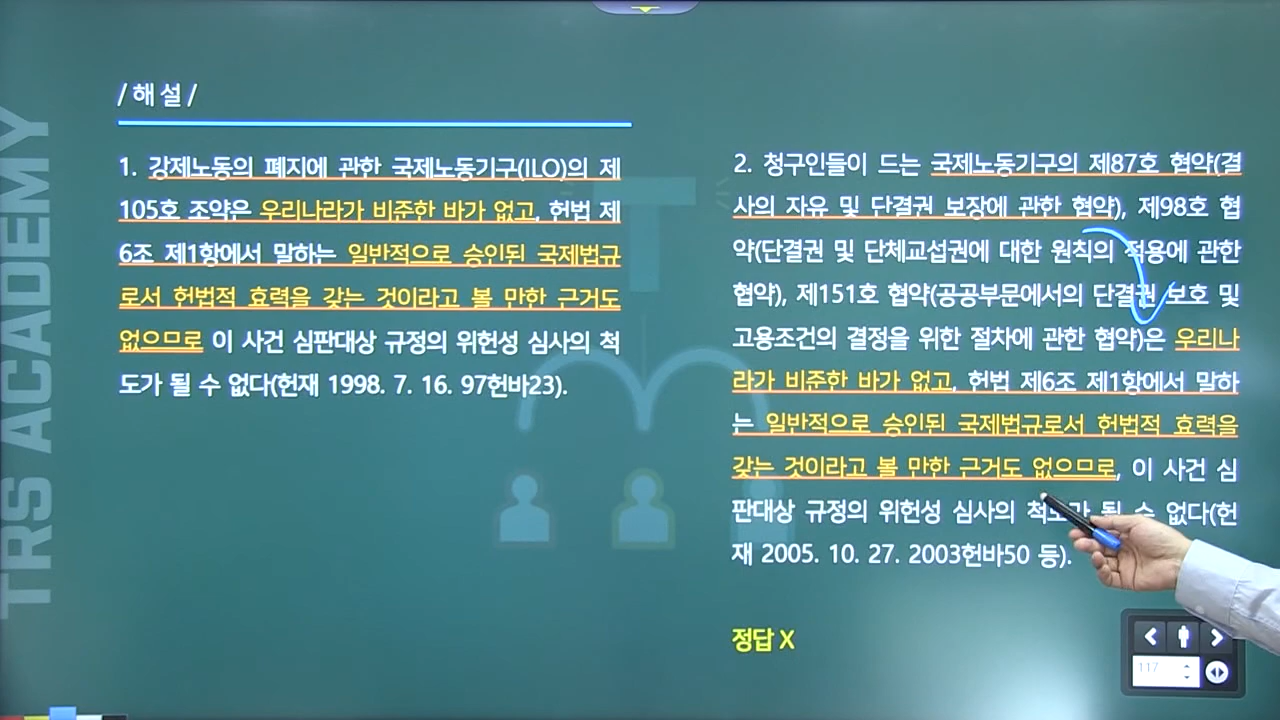 TRS ACADEMY
/ 해 설 /
1. 강제노동의 폐지에 관한 국제노동기구(ILO)의 제
105호 조약은 우리나라가 비준한 바가 없고, 헌법 제
6조 제1항에서 말하는 일반적으로 승인된 국제법규
로서 헌법적 효력을 갖는 것이라고 볼 만한 근거도
없으므로 이 사건 심판대상 규정의 위헌성 심사의 척
도가 될 수 없다(헌재 1998. 7. 16. 97헌바23).
2. 청구인들이 드는 국제노동기구의 제87호 협약(결
사의 자유 및 단결권 보장에 관한 협약), 제98호 협
약(단결권 및 단체교섭권에 대한 원칙의 적용에 관한
협약), 제151호 협약(공공부문에서의 단결권 보호 및
고용조건의 결정을 위한 절차에 관한 협약)은 우리나
라가 비준한 바가 없고, 헌법 제6조 제1항에서 말하
는 일반적으로 승인된 국제법규로서 헌법적 효력을
갖는 것이라고 볼 만한 근거도 없으므로, 이 사건 심
판대상 규정의 위헌성 심사의 척도가 될 수 없다(헌
재 2005. 10. 27. 2003헌바50 등).
정답 X
117